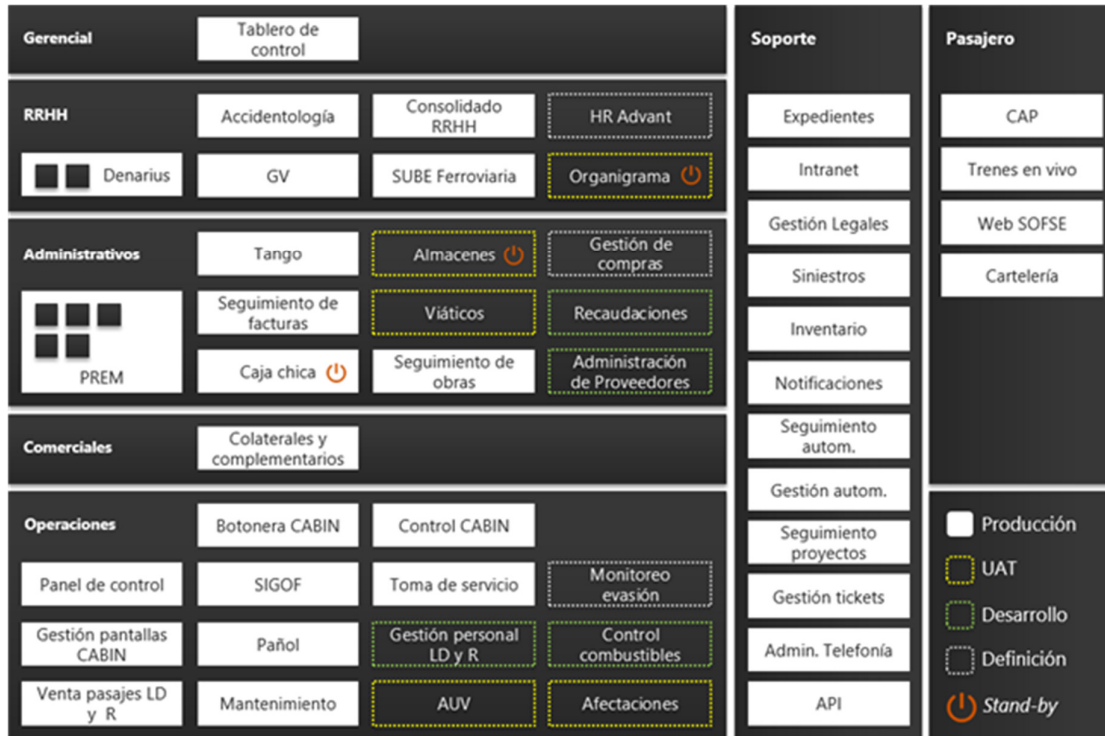 Gerencial
Tablero de
control
RRHH
Accidentología
Consolidado
RRHH
HR Advant
Denarius
GV
SUBE Ferroviaria
Organigrama
Administrativos
Tango
Almacenes
Gestión de
compras
PREM
Seguimiento de
facturas
Viáticos
Recaudaciones
Caja chica
Seguimiento de
obras
Administración
de Proveedores
Comerciales
Colaterales y
complementarios
Operaciones
Botonera CABIN
Control CABIN
Panel de control
SIGOF
Toma de servicio
Monitoreo
evasión
Gestión pantallas
CABIN
Pañol
Gestión personal
LD y R
Control
combustibles
Venta pasajes LD
y R
Mantenimiento
AUV
Afectaciones
Soporte
Expedientes
Intranet
Gestión Legales
Siniestros
Inventario
Notificaciones
Seguimiento
autom.
Gestión autom.
Seguimiento
proyectos
Gestión tickets
Admin. Telefonía
API
Pasajero
CAP
Trenes en vivo
Web SOFSE
Cartelería
Producción
UAT
Desarrollo
Definición
Stand-by